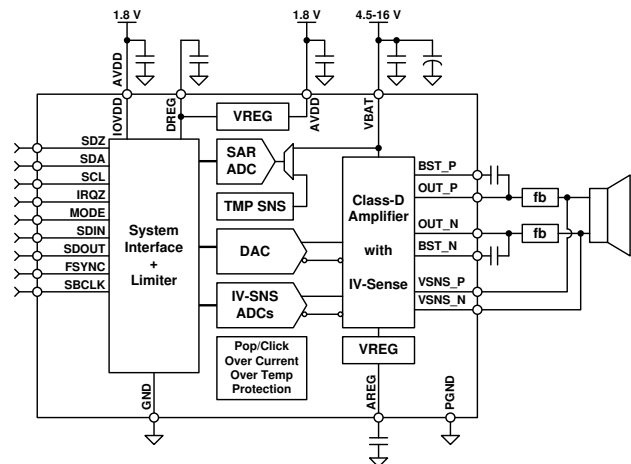 1.8 V
1.8 V
4.5-16 V
AVDD
IOVDD
DREG
VREG
AVDD
VBAT
SDZ
SDA
SCL
IRQZ
MODE
SDIN
SDOUT
FSYNC
SBCLK
System
Interface
+
Limiter
SAR
ADC
TMP SNS
DAC
IV-SNS
ADCs
Pop/Click
Over Current
Over Temp
Protection
Class-D
Amplifier
with
IV-Sense
VREG
BST_P
OUT_P
OUT_N
BST_N
VSNS_P
VSNS_N
fb
fb
GND
AREG
PGND